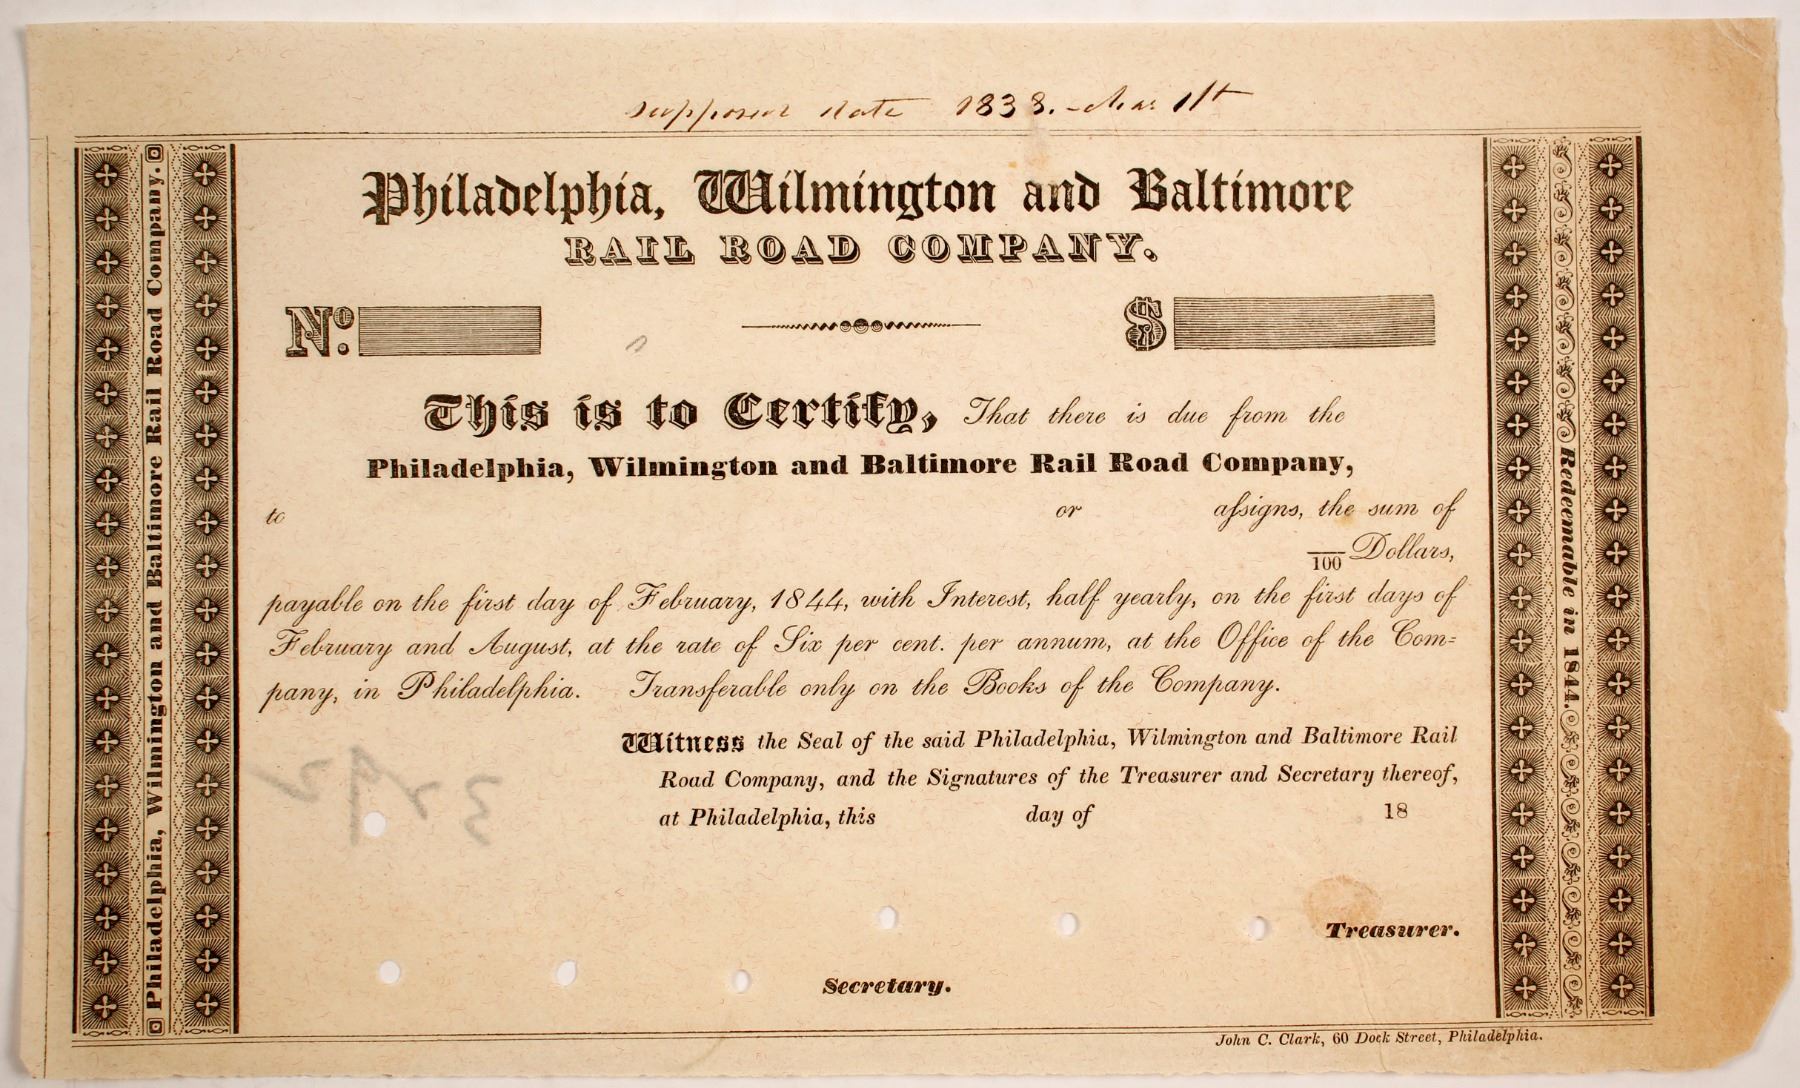 supposed date 1838. - Mar 1st
Philadelphia, Wilmington and Baltimore
RAIL ROAD COMPANY.
No. $
This is to Certify, That there is due from the
Philadelphia, Wilmington and Baltimore Rail Road Company,
to or assigns, the sum of
/100 Dollars,
payable on the first day of February, 1844, with Interest, half yearly, on the first days of
February and August, at the rate of Six per cent. per annum, at the Office of the Com=
pany, in Philadelphia. Transferable only on the Books of the Company.
Witness the Seal of the said Philadelphia, Wilmington and Baltimore Rail
Road Company, and the Signatures of the Treasurer and Secretary thereof,
at Philadelphia, this day of 18
Treasurer.
Secretary.
John C. Clark, 60 Dock Street, Philadelphia.
Philadelphia, Wilmington and Baltimore Rail Road Company.
Redeemable in 1844.